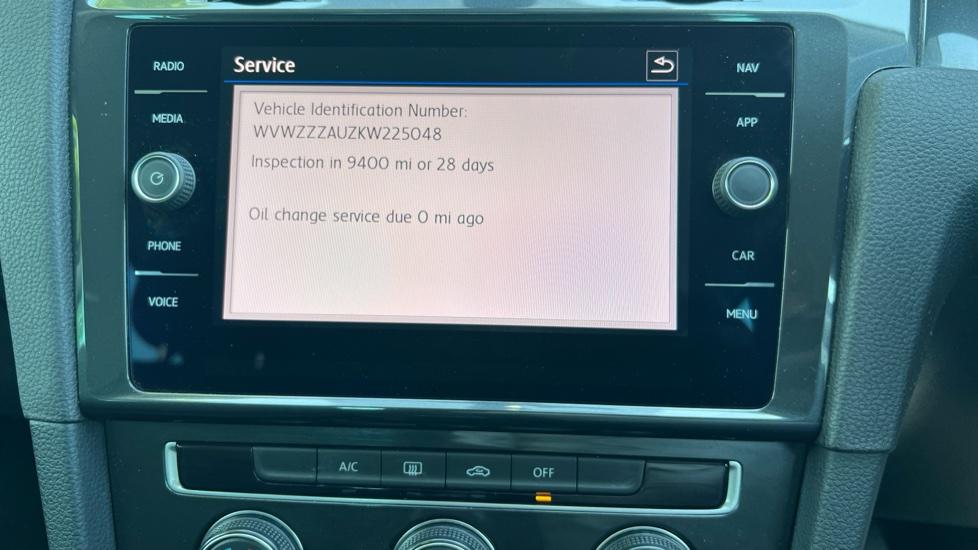 Service
Vehicle Identification Number:
WVWZZZAUZKW225048
Inspection in 9400 mi or 28 days
Oil change service due 0 mi ago
RADIO
MEDIA
PHONE
VOICE
NAV
APP
CAR
MENU
A/C
OFF